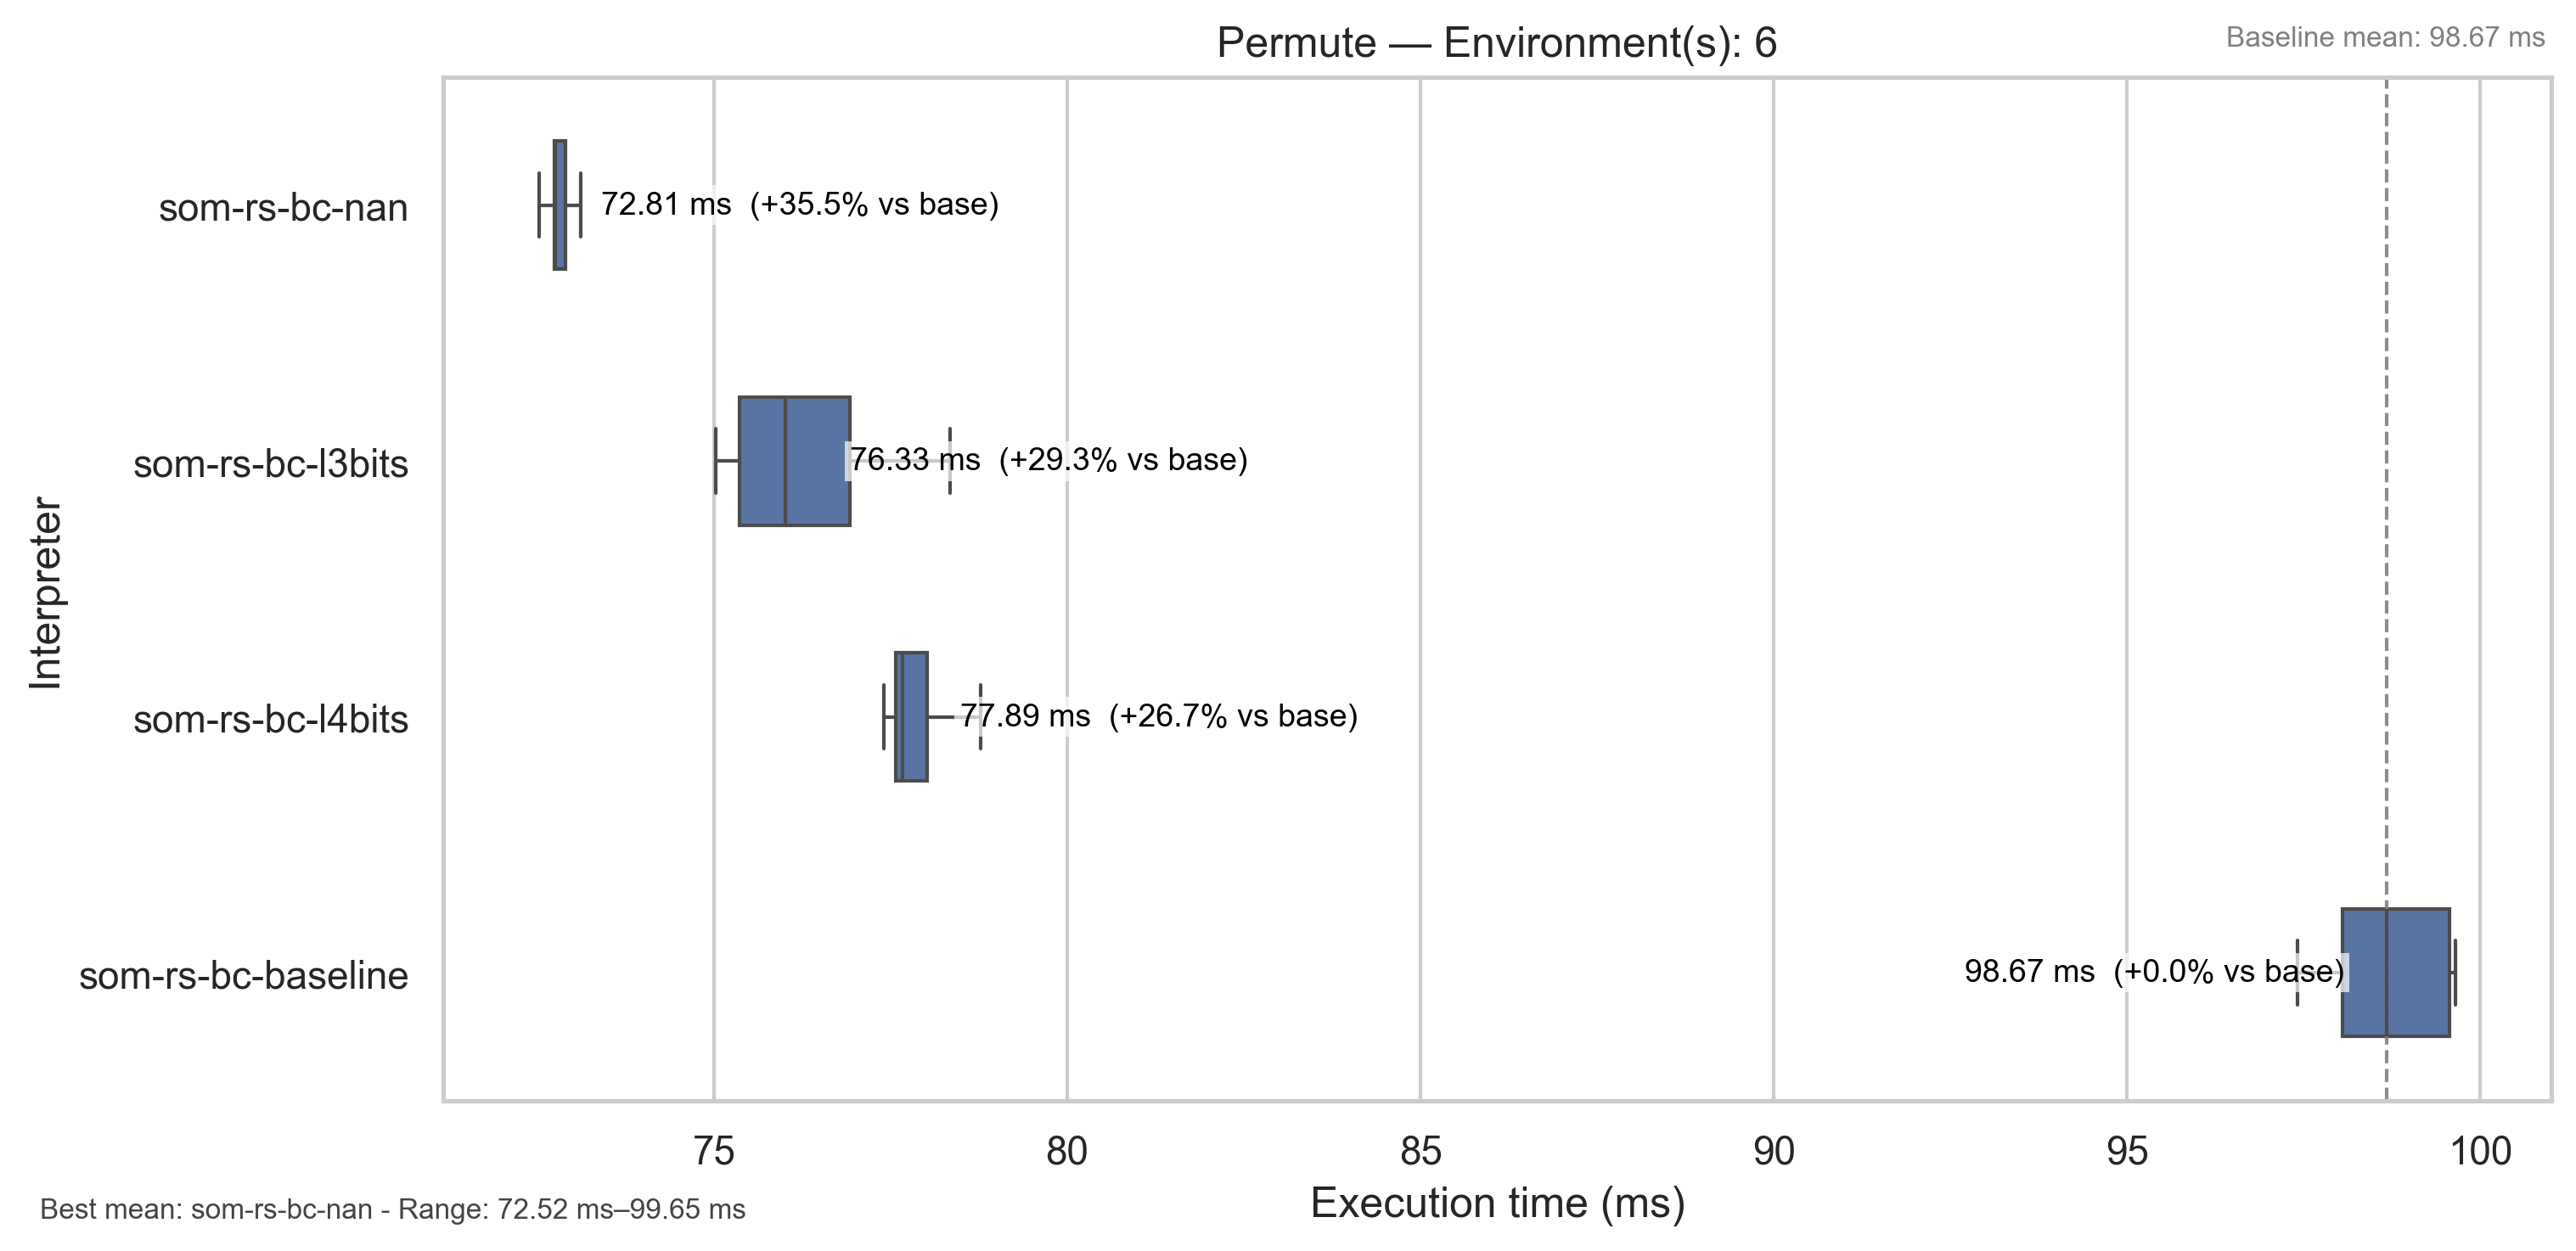 Permute — Environment(s): 6
Baseline mean: 98.67 ms
Interpreter
som-rs-bc-nan
72.81 ms (+35.5% vs base)
som-rs-bc-l3bits
76.33 ms (+29.3% vs base)
som-rs-bc-l4bits
77.89 ms (+26.7% vs base)
som-rs-bc-baseline
98.67 ms (+0.0% vs base)
75 80 85 90 95 100
Execution time (ms)
Best mean: som-rs-bc-nan - Range: 72.52 ms–99.65 ms